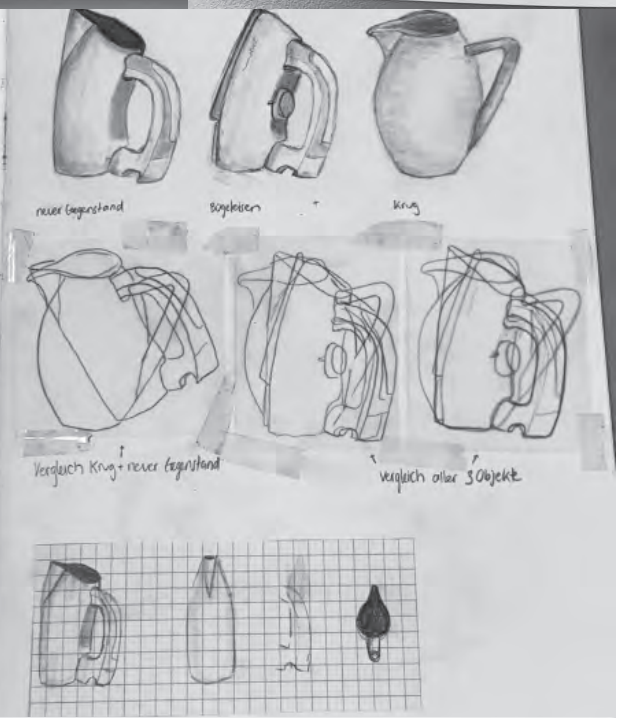 neuer Gegenstand
Bügeleisen +
Krug
Vergleich Krug + neuer Gegenstand
Vergleich aller 3 Objekte